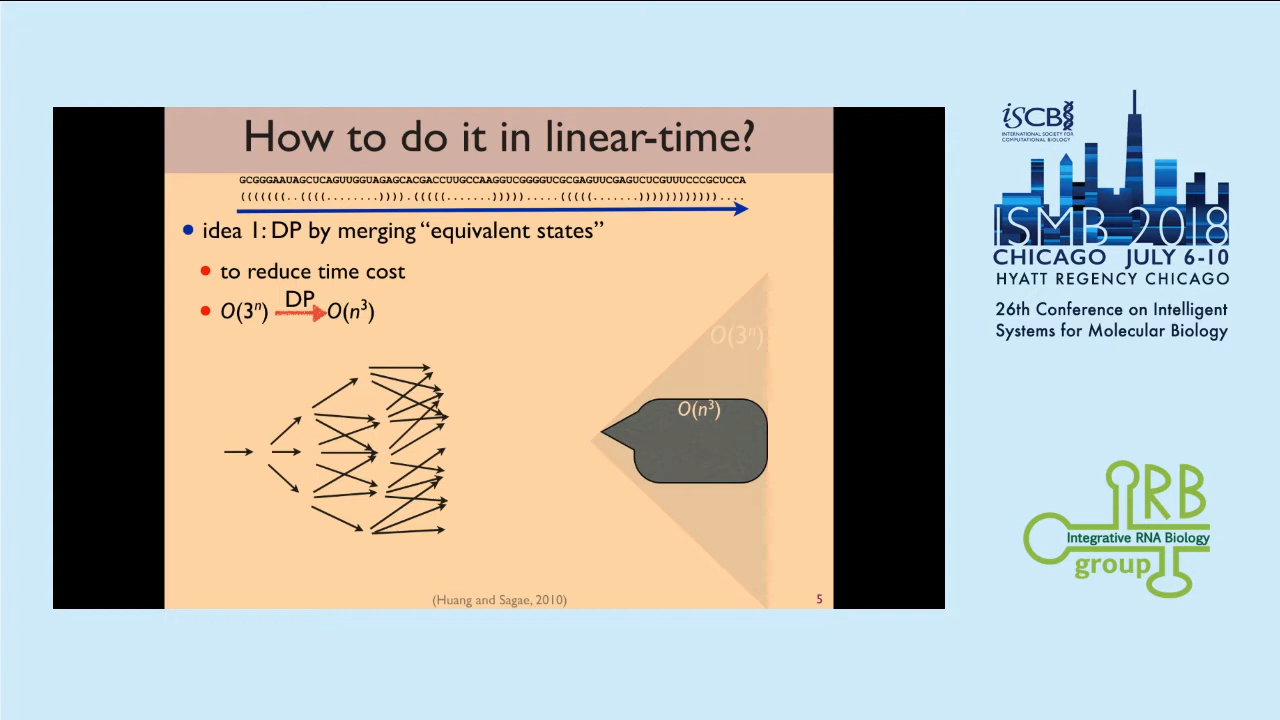 How to do it in linear-time?
GCGGGAAUAGCUCAGUUGGUAGAGCACGACCUUGCCAAGGUCGGGGUCGCGAGUUCGAGUCUCGUUUCCCGCUCCA
(((((((..((((........)))).((((((.......)))))).....(((((.......))))))))))))....
idea 1: DP by merging “equivalent states”
to reduce time cost
DP
O(3ⁿ) O(n³)
O(3ⁿ)
O(n³)
(Huang and Sagae, 2010)
5
iSCB
INTERNATIONAL SOCIETY FOR
COMPUTATIONAL BIOLOGY
ISMB 2018
CHICAGO JULY 6-10
HYATT REGENCY CHICAGO
26th Conference on Intelligent
Systems for Molecular Biology
IRB
Integrative RNA Biology
group